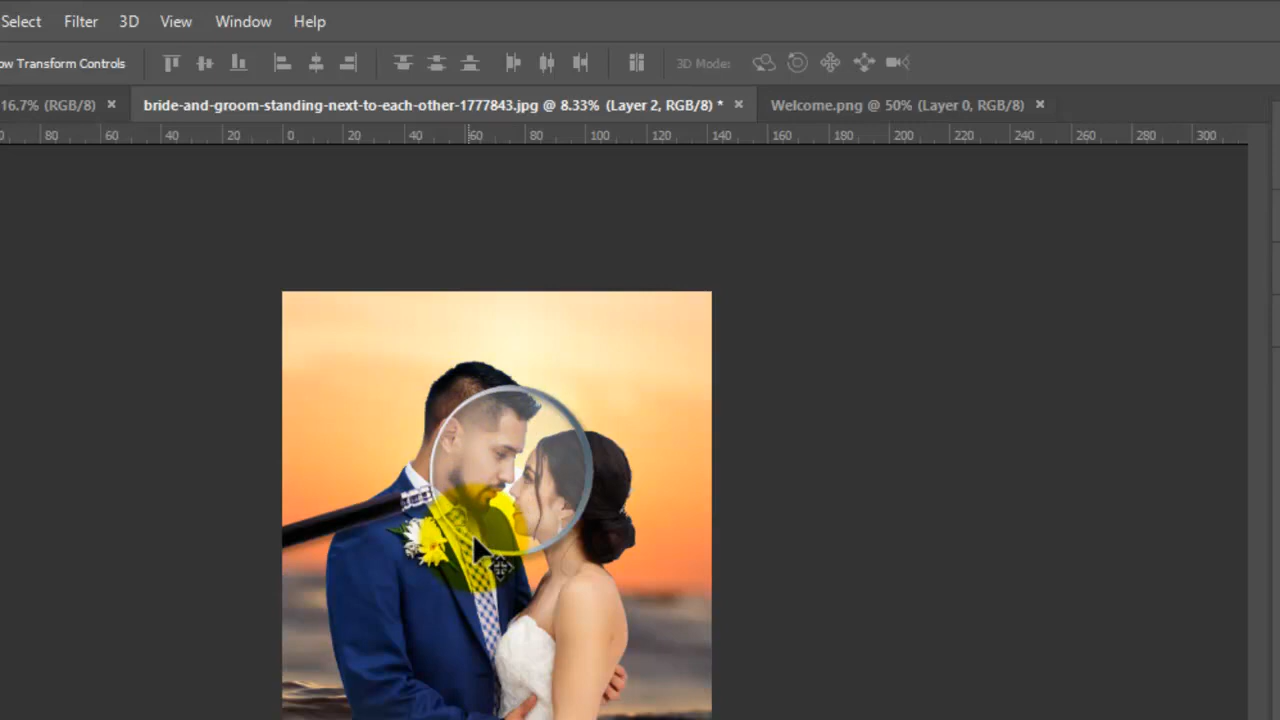 Select Filter 3D View Window Help
ow Transform Controls 3D Mode:
16.7% (RGB/8) × bride-and-groom-standing-next-to-each-other-1777843.jpg @ 8.33% (Layer 2, RGB/8) * × Welcome.png @ 50% (Layer 0, RGB/8) ×
0 80 60 40 20 0 20 40 60 80 100 120 140 160 180 200 220 240 260 280 300